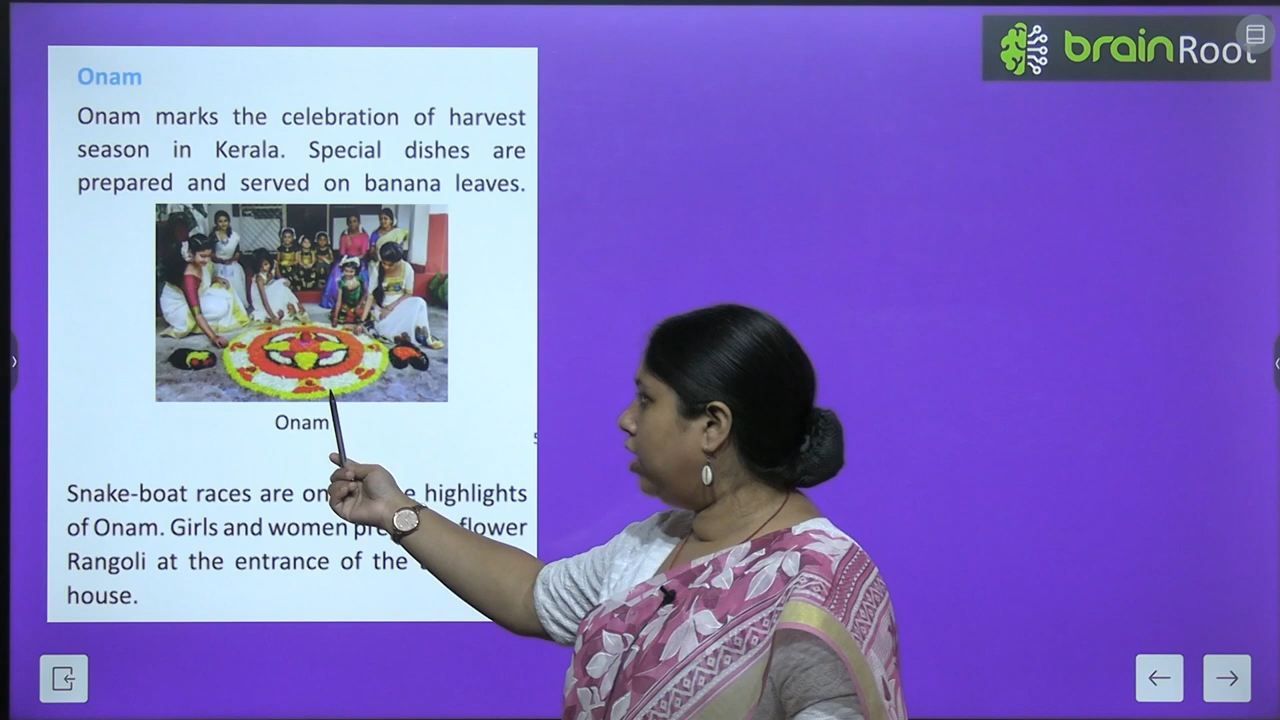 brainRoot
Onam
Onam marks the celebration of harvest
season in Kerala. Special dishes are
prepared and served on banana leaves.
Onam
Snake-boat races are highlights
of Onam. Girls and women flower
Rangoli at the entrance of the
house.